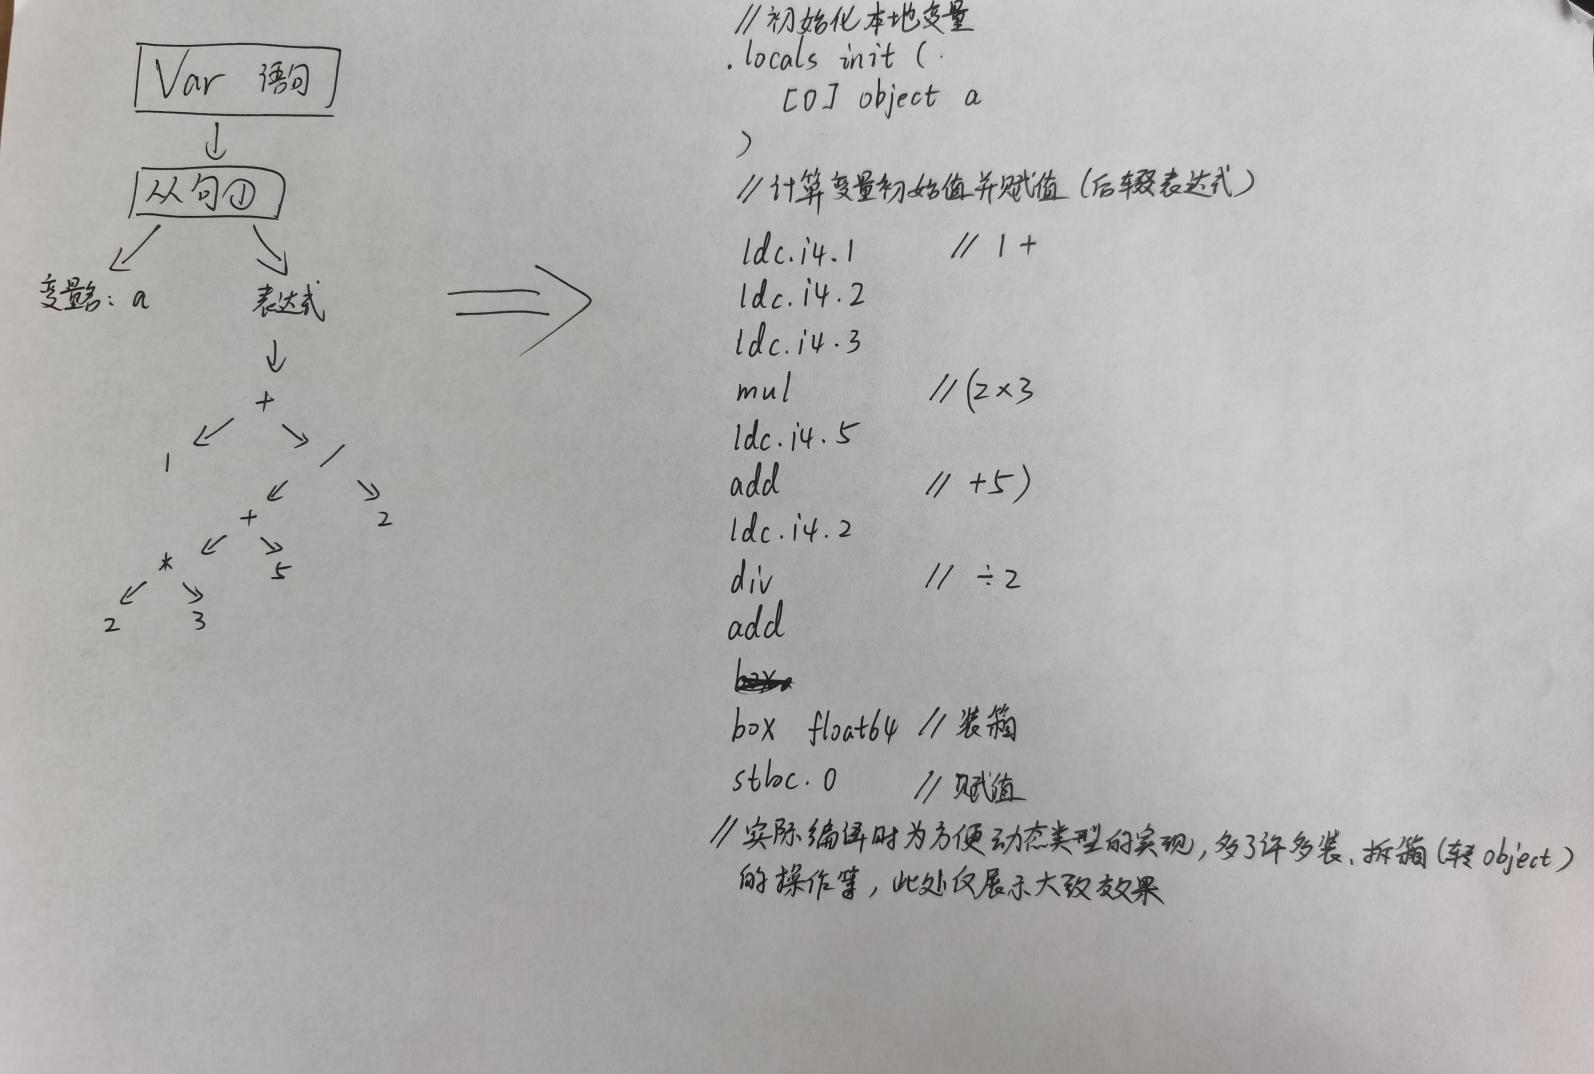 Var 语句
从句①
变量名：a
表达式
+
1
/
+
2
*
5
2
3
//初始化本地变量
.locals init (
[0] object a
)
//计算变量初始值并赋值(后辍表达式)
ldc.i4.1 // 1 +
ldc.i4.2
ldc.i4.3
mul //(2×3
ldc.i4.5
add // +5)
ldc.i4.2
div // ÷2
add
box float64 //装箱
stloc.0 //赋值
//实际编译时为方便动态类型的实现,多了许多装、拆箱(转object)
的操作等,此处仅展示大致效果